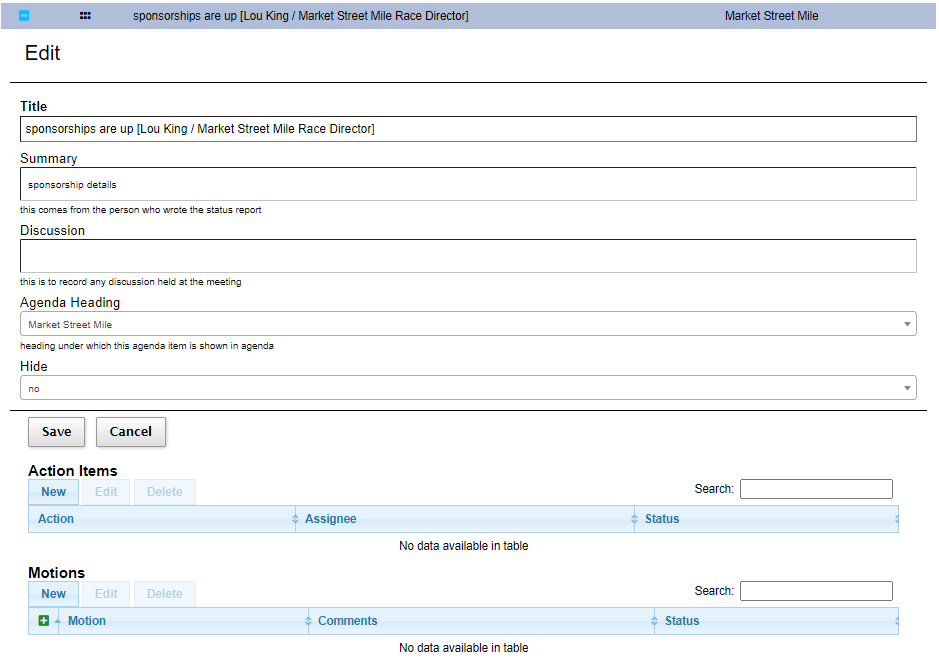 sponsorships are up [Lou King / Market Street Mile Race Director] Market Street Mile
Edit
Title
sponsorships are up [Lou King / Market Street Mile Race Director]
Summary
sponsorship details
this comes from the person who wrote the status report
Discussion
this is to record any discussion held at the meeting
Agenda Heading
Market Street Mile
heading under which this agenda item is shown in agenda
Hide
no
Save Cancel
Action Items
New Edit Delete Search:
Action Assignee Status
No data available in table
Motions
New Edit Delete Search:
Motion Comments Status
No data available in table